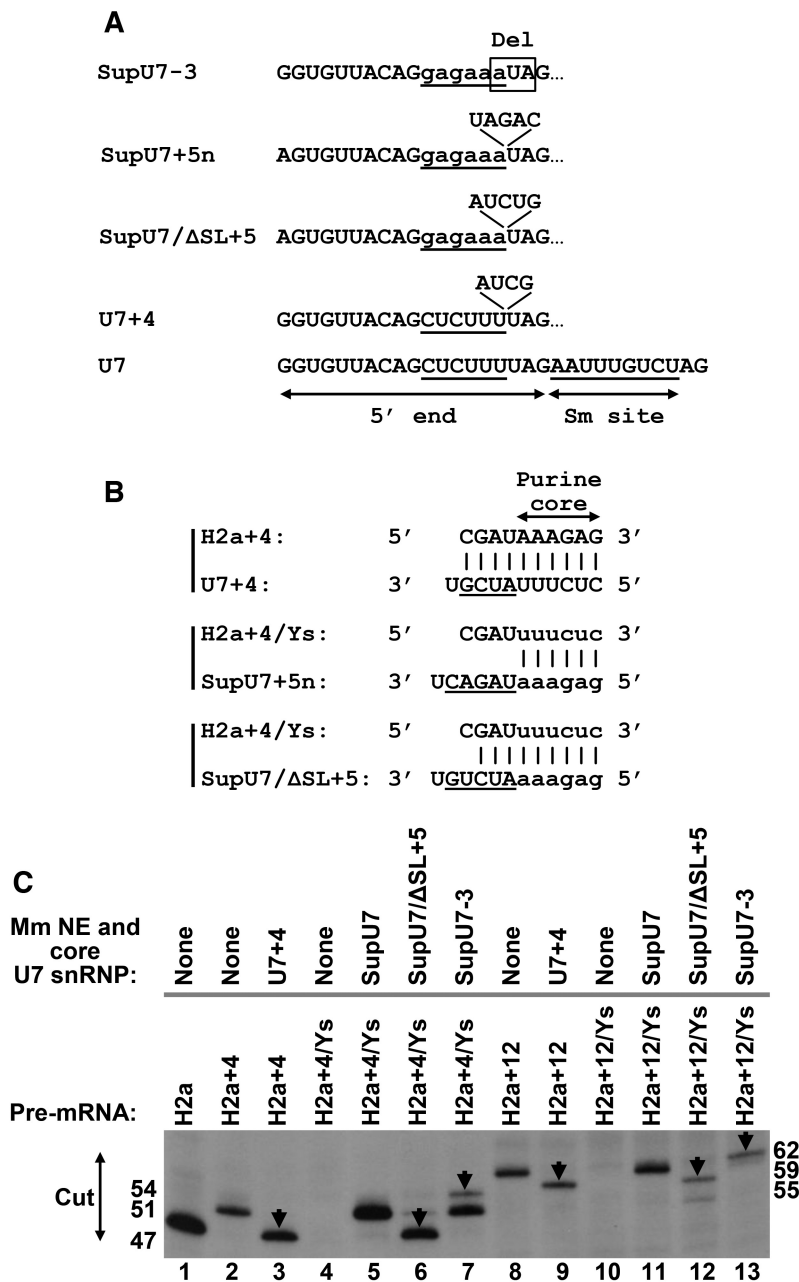 A
Del
SupU7-3 GGUGUUACAGgagaaaUAG...
UAGAC
SupU7+5n AGUGUUACAGgagaaaUAG...
AUCUG
SupU7/ΔSL+5 AGUGUUACAGgagaaaUAG...
AUCG
U7+4 GGUGUUACAGCUCUUUUAG...
U7 GGUGUUACAGCUCUUUUAGAAUUUGUCUAG
5' end Sm site
B
Purine
core
H2a+4: 5' CGAUAAAGAG 3'
U7+4: 3' UGCUAUUUCUC 5'
H2a+4/Ys: 5' CGAUuuucuc 3'
SupU7+5n: 3' UCAGAUaaagag 5'
H2a+4/Ys: 5' CGAUuuucuc 3'
SupU7/ΔSL+5: 3' UGUCUAaaagag 5'
C
Mm NE and
core
U7 snRNP: None None U7+4 None SupU7 SupU7/ΔSL+5 SupU7-3 None U7+4 None SupU7 SupU7/ΔSL+5 SupU7-3
Pre-mRNA: H2a H2a+4 H2a+4 H2a+4/Ys H2a+4/Ys H2a+4/Ys H2a+4/Ys H2a+12 H2a+12 H2a+12/Ys H2a+12/Ys H2a+12/Ys H2a+12/Ys
Cut
54
51
47
62
59
55
1 2 3 4 5 6 7 8 9 10 11 12 13